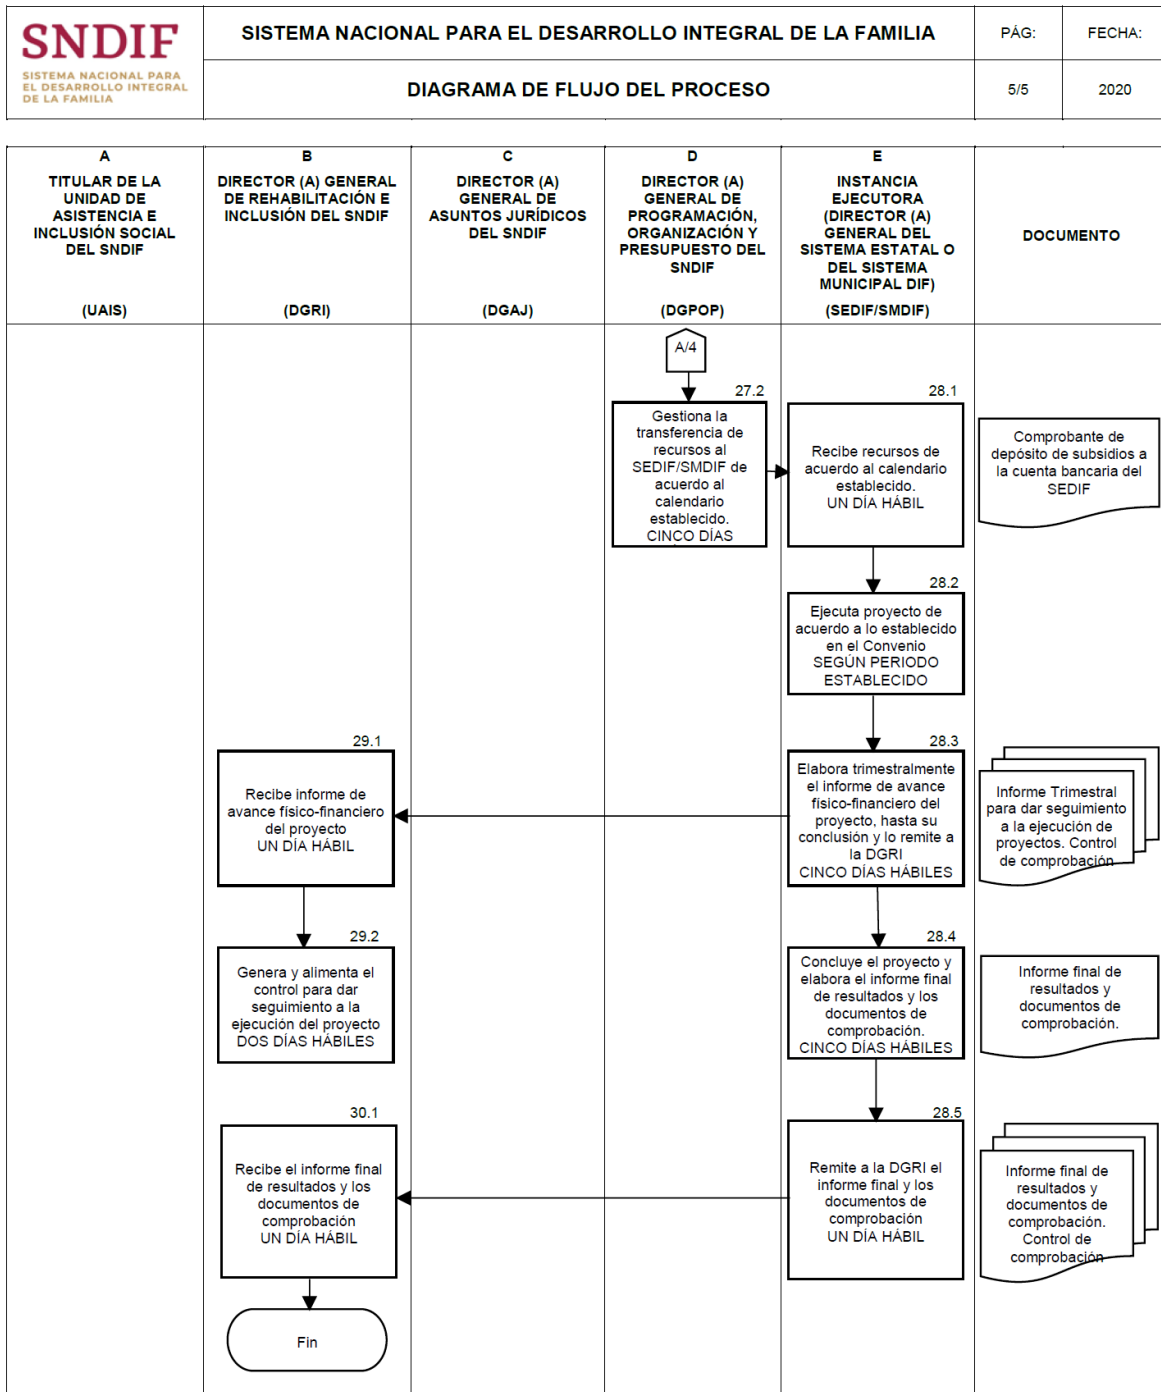 SNDIF
SISTEMA NACIONAL PARA
EL DESARROLLO INTEGRAL
DE LA FAMILIA
SISTEMA NACIONAL PARA EL DESARROLLO INTEGRAL DE LA FAMILIA
PÁG:
FECHA:
DIAGRAMA DE FLUJO DEL PROCESO
5/5
2020
A
TITULAR DE LA
UNIDAD DE
ASISTENCIA E
INCLUSIÓN SOCIAL
DEL SNDIF
(UAIS)
B
DIRECTOR (A) GENERAL
DE REHABILITACIÓN E
INCLUSIÓN DEL SNDIF
(DGRI)
C
DIRECTOR (A)
GENERAL DE
ASUNTOS JURÍDICOS
DEL SNDIF
(DGAJ)
D
DIRECTOR (A)
GENERAL DE
PROGRAMACIÓN,
ORGANIZACIÓN Y
PRESUPUESTO DEL
SNDIF
(DGPOP)
E
INSTANCIA
EJECUTORA
(DIRECTOR (A)
GENERAL DEL
SISTEMA ESTATAL O
DEL SISTEMA
MUNICIPAL DIF)
(SEDIF/SMDIF)
DOCUMENTO
A/4
27.2
Gestiona la
transferencia de
recursos al
SEDIF/SMDIF de
acuerdo al
calendario
establecido.
CINCO DÍAS
28.1
Recibe recursos de
acuerdo al calendario
establecido.
UN DÍA HÁBIL
Comprobante de
depósito de subsidios a
la cuenta bancaria del
SEDIF
28.2
Ejecuta proyecto de
acuerdo a lo establecido
en el Convenio
SEGÚN PERIODO
ESTABLECIDO
28.3
Elabora trimestralmente
el informe de avance
físico-financiero del
proyecto, hasta su
conclusión y lo remite a
la DGRI
CINCO DÍAS HÁBILES
Informe Trimestral
para dar seguimiento
a la ejecución de
proyectos. Control
de comprobación
29.1
Recibe informe de
avance físico-financiero
del proyecto
UN DÍA HÁBIL
29.2
Genera y alimenta el
control para dar
seguimiento a la
ejecución del proyecto
DOS DÍAS HÁBILES
28.4
Concluye el proyecto y
elabora el informe final
de resultados y los
documentos de
comprobación.
CINCO DÍAS HÁBILES
Informe final de
resultados y
documentos de
comprobación.
28.5
Remite a la DGRI el
informe final y los
documentos de
comprobación
UN DÍA HÁBIL
Informe final de
resultados y
documentos de
comprobación.
Control de
comprobación
30.1
Recibe el informe final
de resultados y los
documentos de
comprobación
UN DÍA HÁBIL
Fin